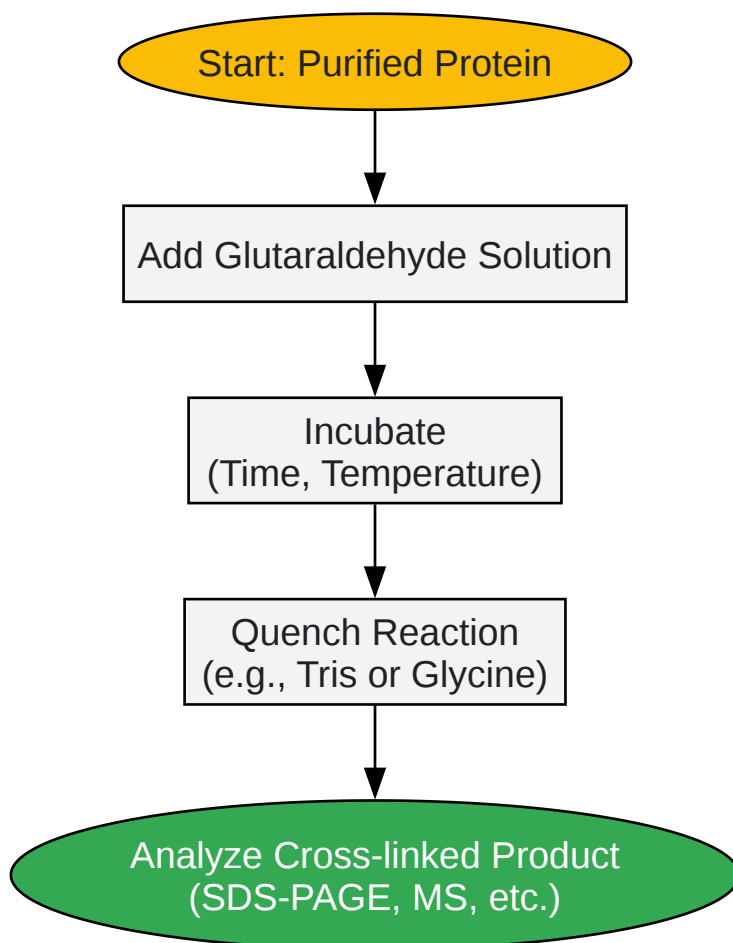 Start: Purified Protein
Add Glutaraldehyde Solution
Incubate
(Time, Temperature)
Quench Reaction
(e.g., Tris or Glycine)
Analyze Cross-linked Product
(SDS-PAGE, MS, etc.)